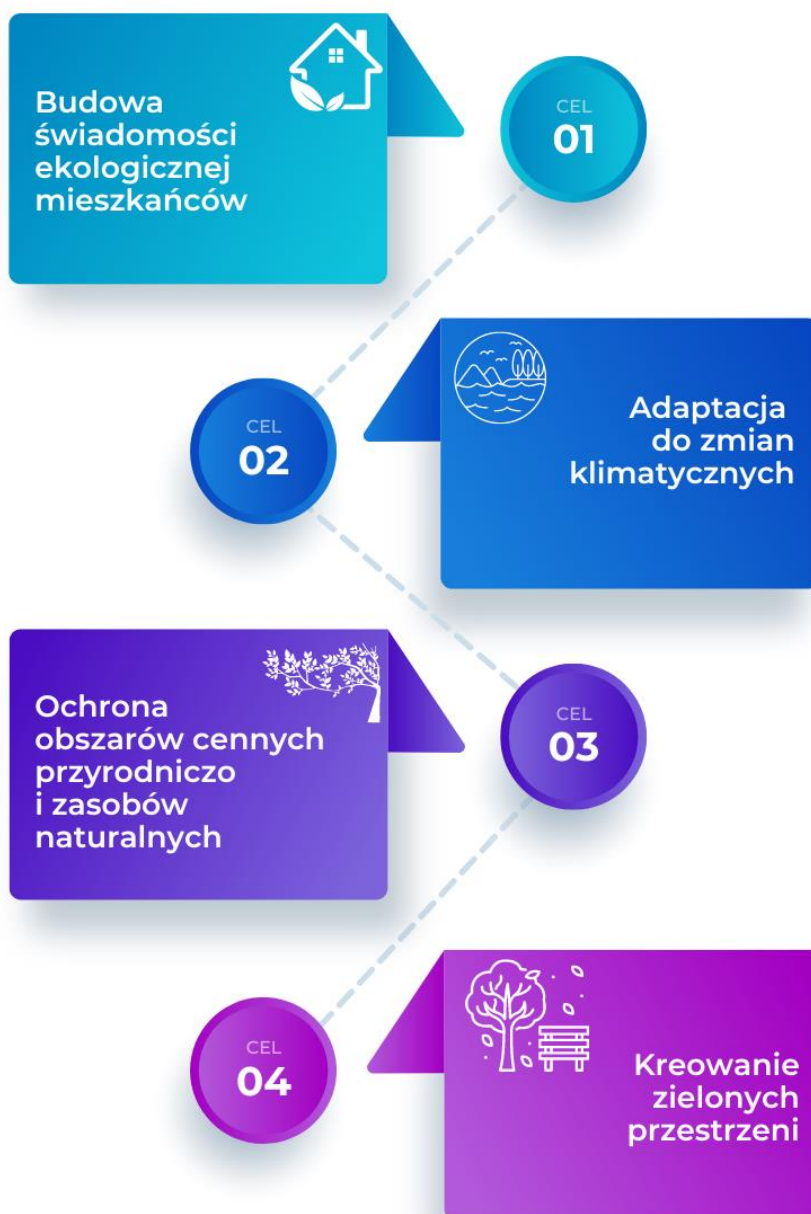 Budowa
świadomości
ekologicznej
mieszkańców
CEL
01
CEL
02
Adaptacja
do zmian
klimatycznych
Ochrona
obszarów cennych
przyrodniczo
i zasobów
naturalnych
CEL
03
CEL
04
Kreowanie
zielonych
przestrzeni